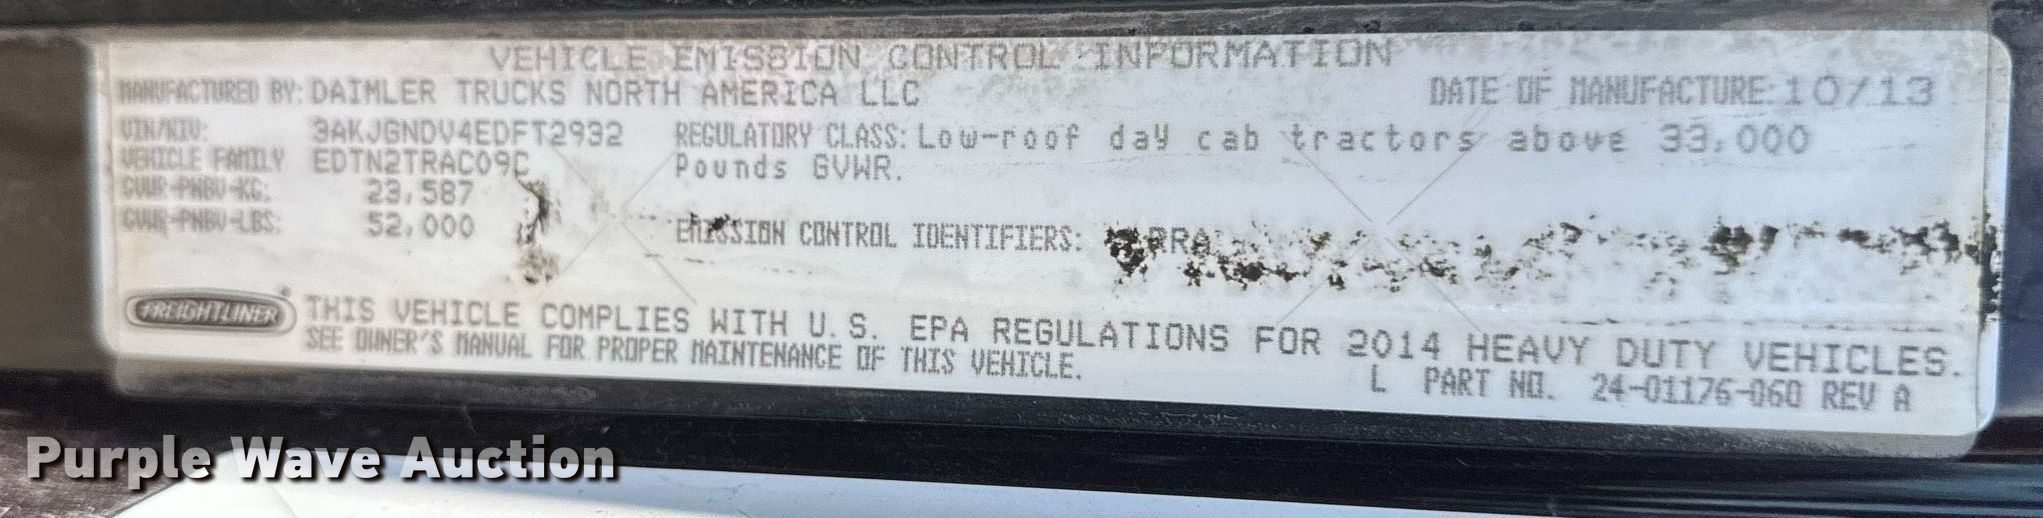 VEHICLE EMISSION CONTROL INFORMATION
MANUFACTURED BY: DAIMLER TRUCKS NORTH AMERICA LLC
DATE OF MANUFACTURE: 10/13
VIN/NIV: 3AKJGNDV4EDFT2932
REGULATORY CLASS: Low-roof day cab tractors above 33,000
VEHICLE FAMILY EDTN2TRAC09C
Pounds GVWR.
GVWR-PNBV-KG: 23,587
GVWR-PNBV-LBS: 52,000
EMISSION CONTROL IDENTIFIERS:
FREIGHTLINER
THIS VEHICLE COMPLIES WITH U.S. EPA REGULATIONS FOR 2014 HEAVY DUTY VEHICLES.
SEE OWNER'S MANUAL FOR PROPER MAINTENANCE OF THIS VEHICLE.
L PART NO. 24-01176-060 REV A
Purple Wave Auction